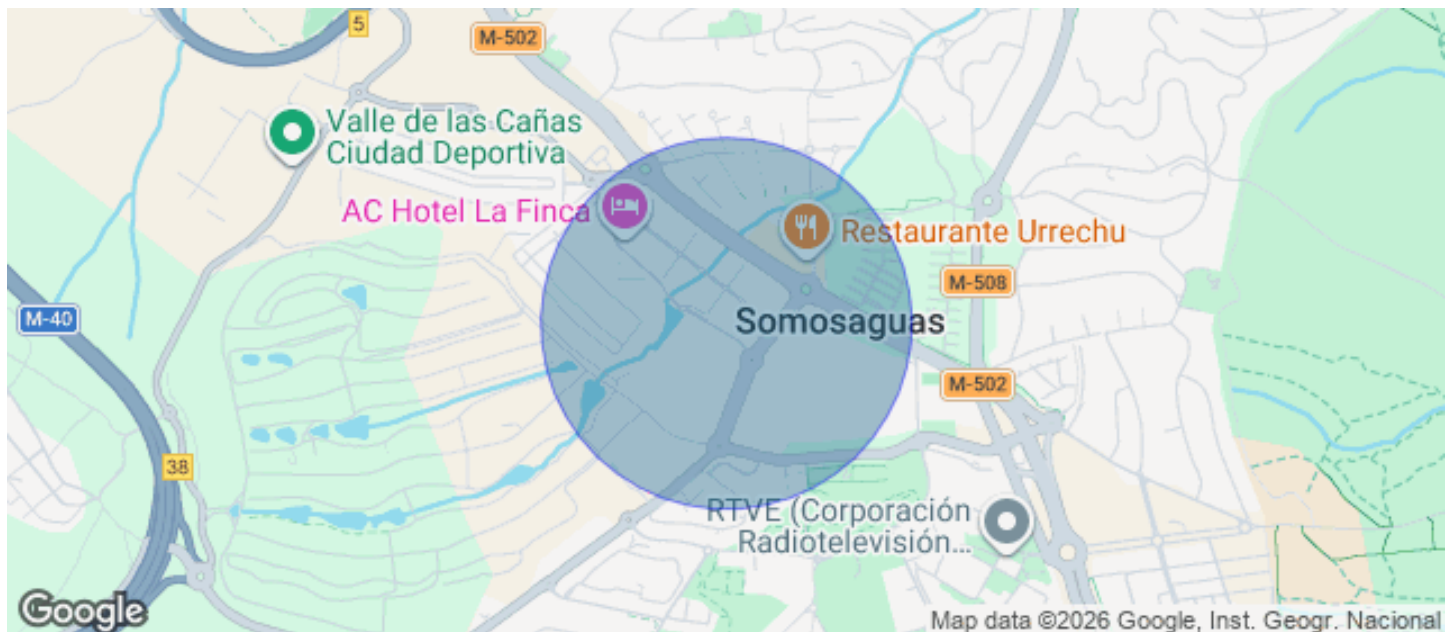 5
M-502
Valle de las Cañas
Ciudad Deportiva
AC Hotel La Finca
Restaurante Urrechu
M-508
M-40
Somosaguas
M-502
38
RTVE (Corporación
Radiotelevisión...
Google
Map data ©2026 Google, Inst. Geogr. Nacional